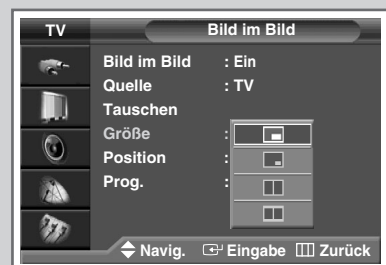 TV Bild im Bild
Bild im Bild : Ein
Quelle : TV
Tauschen
Größe :
Position :
Prog. :
Navig. Eingabe Zurück